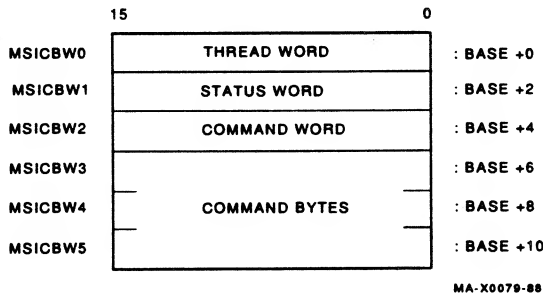 15 0
MSICBW0 THREAD WORD : BASE +0
MSICBW1 STATUS WORD : BASE +2
MSICBW2 COMMAND WORD : BASE +4
MSICBW3 : BASE +6
MSICBW4 COMMAND BYTES : BASE +8
MSICBW5 : BASE +10
MA-X0079-88